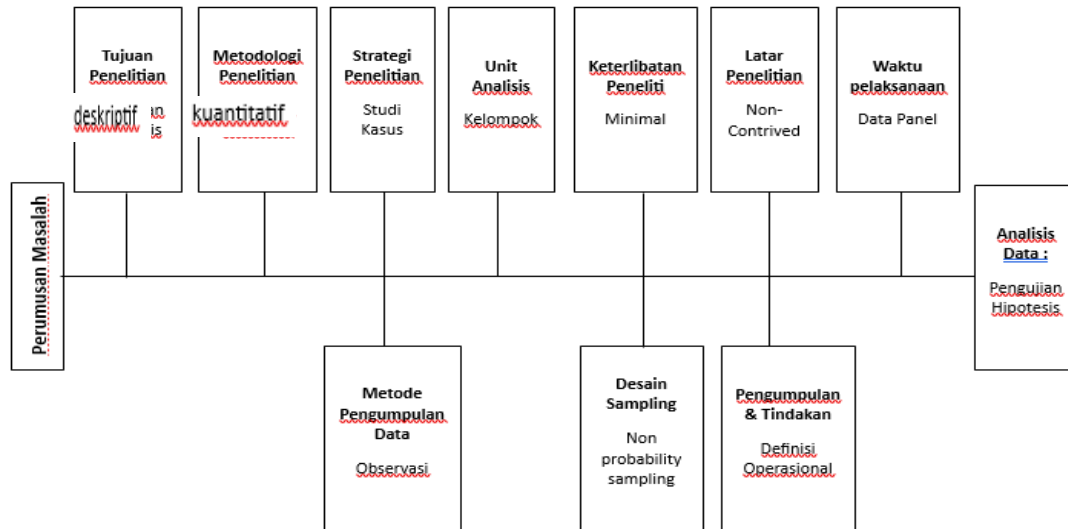 Tujuan
Penelitian
deskriptif
an
is
Metodologi
Penelitian
kuantitatif
Strategi
Penelitian
Studi
Kasus
Unit
Analisis
Kelompok
Keterlibatan
Peneliti
Minimal
Latar
Penelitian
Non-
Contrived
Waktu
pelaksanaan
Data Panel
Perumusan Masalah
Analisis
Data :
Pengujian
Hipotesis
Metode
Pengumpulan
Data
Observasi
Desain
Sampling
Non
probability
sampling
Pengumpulan
& Tindakan
Definisi
Operasional